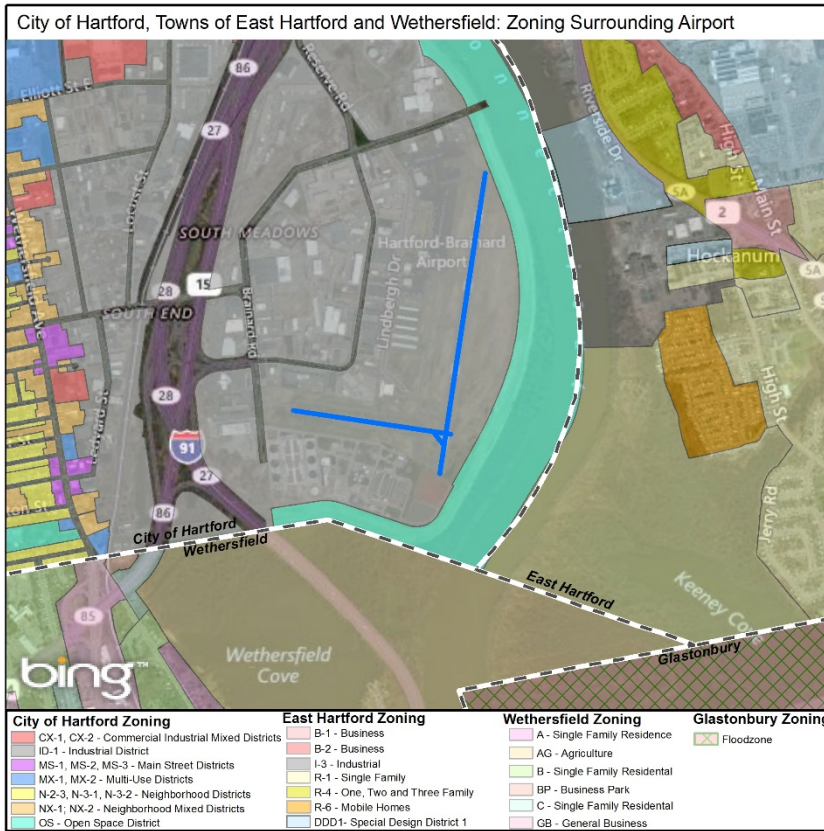 City of Hartford, Towns of East Hartford and Wethersfield: Zoning Surrounding Airport
86
Elliott St E
Reserve Rd
27
Riverside Dr
High St
Main St
Locust St
SA
2
Wethersfield Ave
SOUTH MEADOWS
Hartford-Brainard
Airport
Hockanum
15
28
SA
SOUTH END
Brainard Rd
Lindbergh Dr
28
High St
Ledyard St
91
27
86
City of Hartford
Wethersfield
Jerry Rd
East Hartford
Keeney Cove
85
Glastonbury
Wethersfield
Cove
bing™
City of Hartford Zoning
CX-1, CX-2 - Commercial Industrial Mixed Districts
ID-1 - Industrial District
MS-1, MS-2, MS-3 - Main Street Districts
MX-1, MX-2 - Multi-Use Districts
N-2-3, N-3-1, N-3-2 - Neighborhood Districts
NX-1; NX-2 - Neighborhood Mixed Districts
OS - Open Space District
East Hartford Zoning
B-1 - Business
B-2 - Business
I-3 - Industrial
R-1 - Single Family
R-4 - One, Two and Three Family
R-6 - Mobile Homes
DDD1- Special Design District 1
Wethersfield Zoning
A - Single Family Residence
AG - Agriculture
B - Single Family Residental
BP - Business Park
C - Single Family Residental
GB - General Business
Glastonbury Zoning
Floodzone